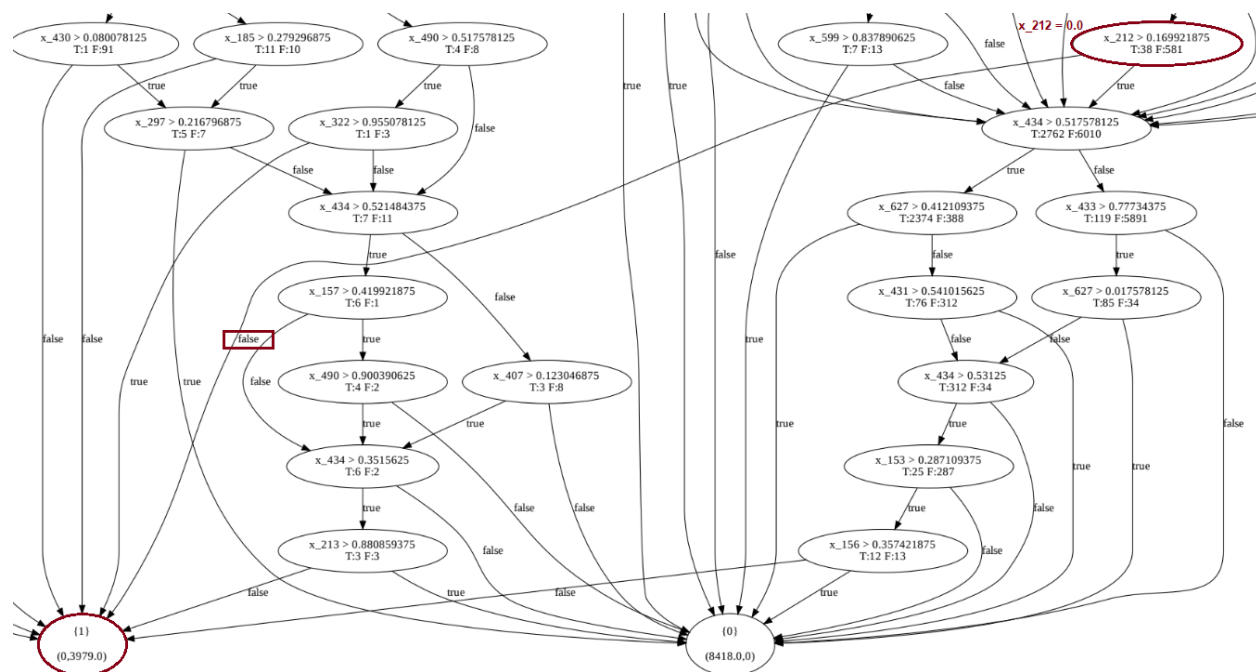 x_212 = 0.0
false
x_430 > 0.080078125
T:1 F:91
x_185 > 0.279296875
T:11 F:10
x_490 > 0.517578125
T:4 F:8
x_599 > 0.837890625
T:7 F:13
x_212 > 0.169921875
T:38 F:581
true
true
true
true
false
false
true
x_297 > 0.216796875
T:5 F:7
x_322 > 0.955078125
T:1 F:3
false
x_434 > 0.517578125
T:2762 F:6010
false
false
true
false
x_434 > 0.521484375
T:7 F:11
x_627 > 0.412109375
T:2374 F:388
x_433 > 0.77734375
T:119 F:5891
true
false
true
false
true
false
x_157 > 0.419921875
T:6 F:1
x_431 > 0.541015625
T:76 F:312
x_627 > 0.017578125
T:85 F:34
false
false
false
true
false
false
false
x_490 > 0.900390625
T:4 F:2
x_407 > 0.123046875
T:3 F:8
x_434 > 0.53125
T:312 F:34
true
true
false
true
true
true
true
false
x_434 > 0.3515625
T:6 F:2
x_153 > 0.287109375
T:25 F:287
true
true
true
false
false
true
false
x_213 > 0.880859375
T:3 F:3
x_156 > 0.357421875
T:12 F:13
false
false
false
true
true
{1}
(0,3979.0)
{0}
(8418.0,0)